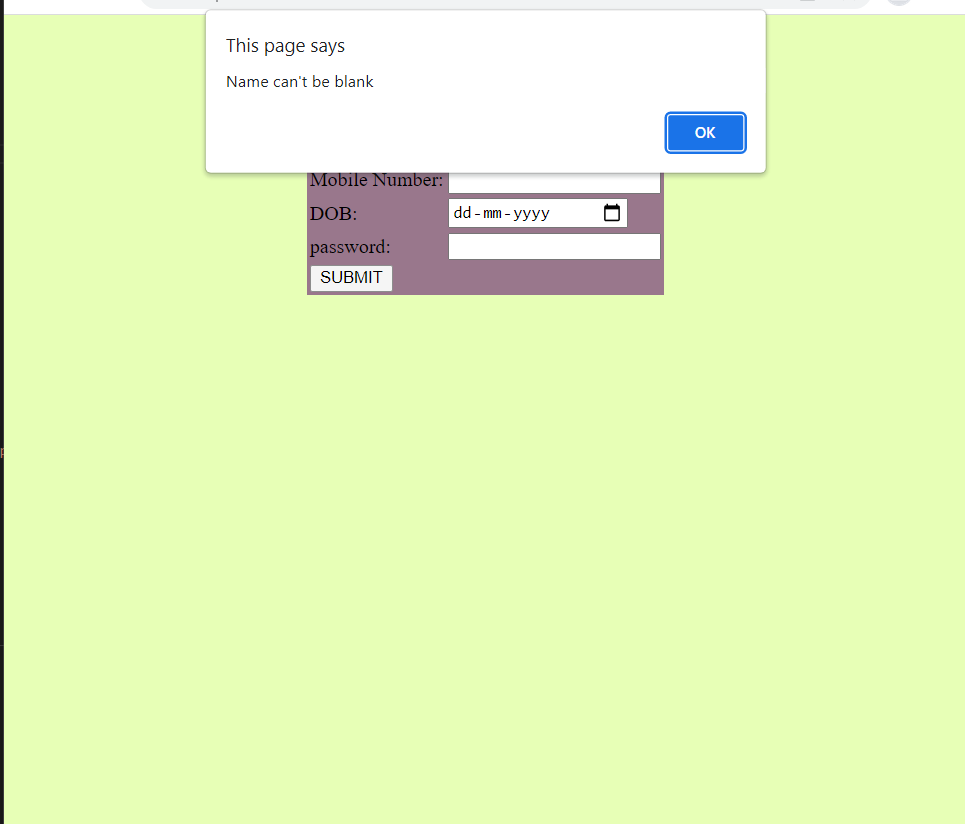 This page says
Name can't be blank
OK
Mobile Number:
DOB: dd-mm-yyyy
password:
SUBMIT